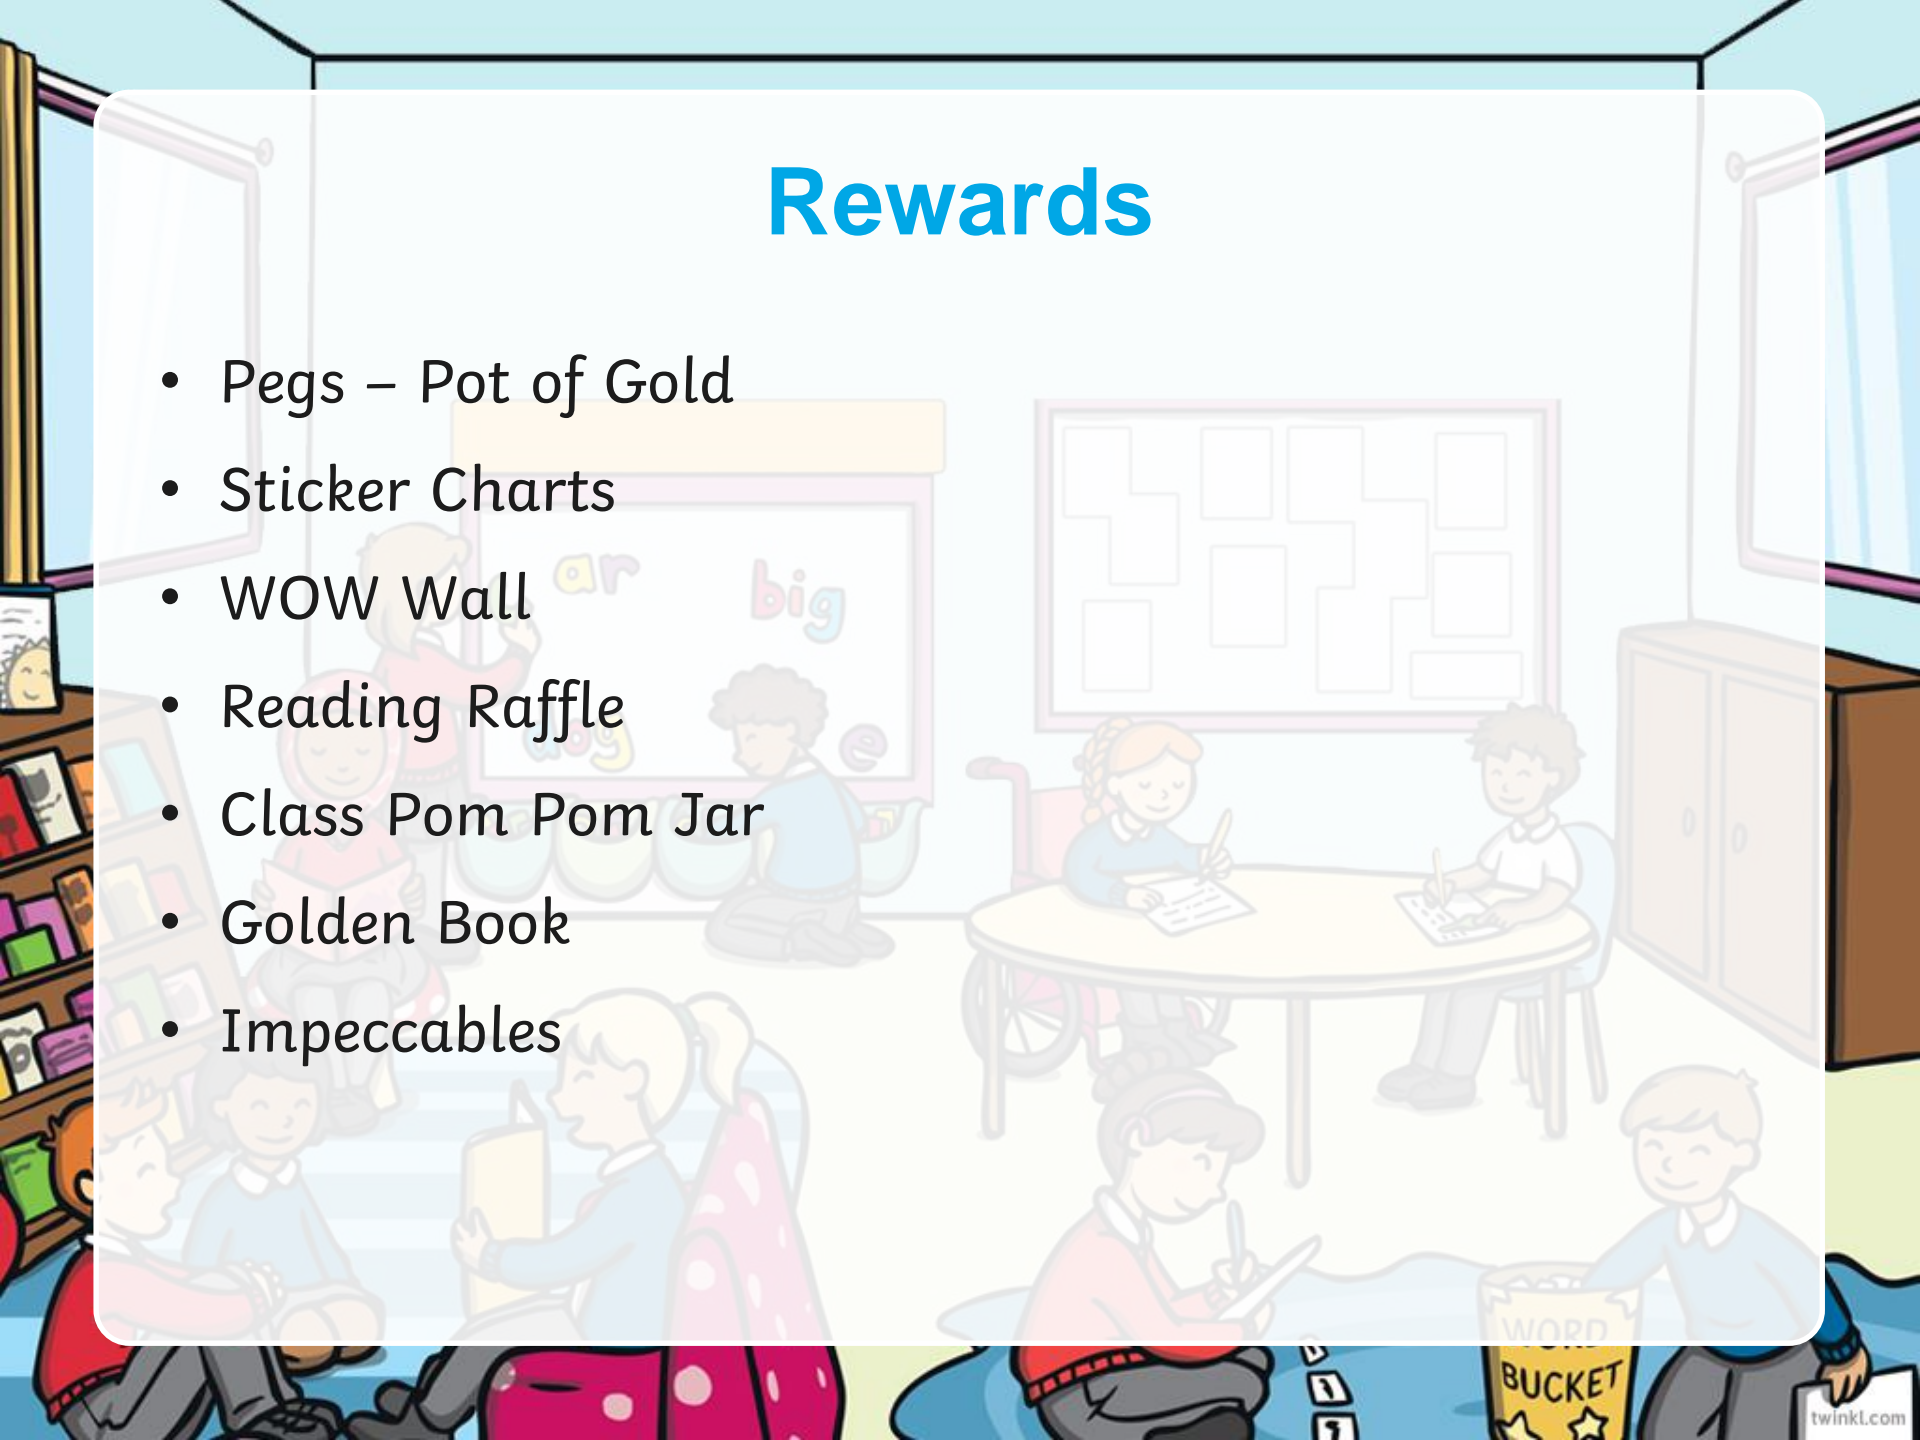 Rewards
• Pegs – Pot of Gold
• Sticker Charts
• WOW Wall
• Reading Raffle
• Class Pom Pom Jar
• Golden Book
• Impeccables
ar
big
dog
e
WORD
BUCKET
twinkl.com